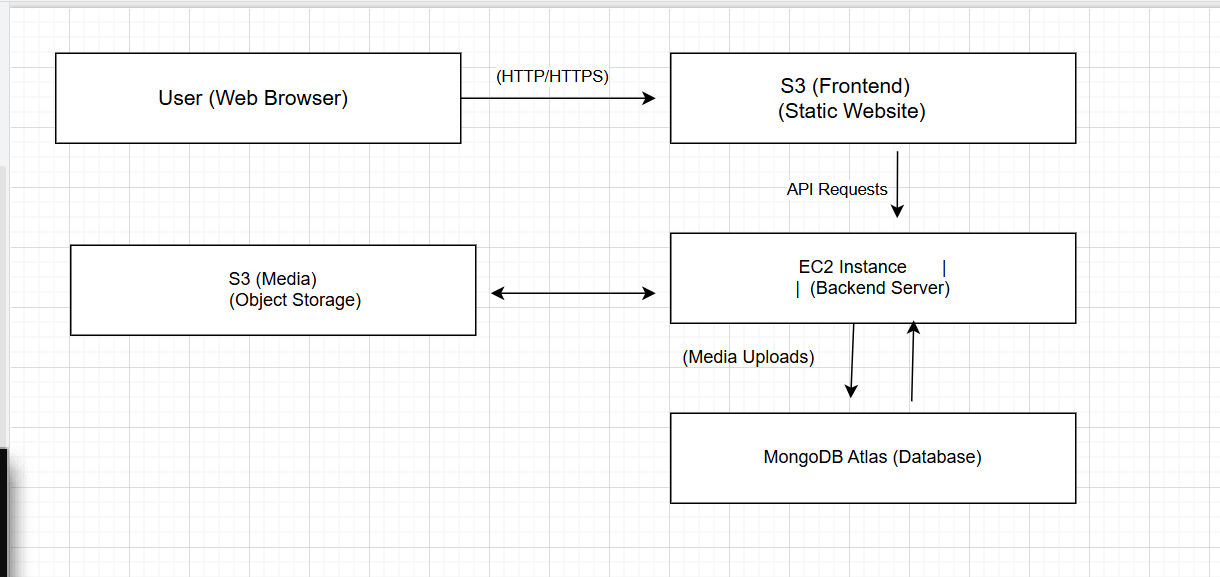 User (Web Browser)
(HTTP/HTTPS)
S3 (Frontend)
(Static Website)
API Requests
S3 (Media)
(Object Storage)
EC2 Instance |
| (Backend Server)
(Media Uploads)
MongoDB Atlas (Database)